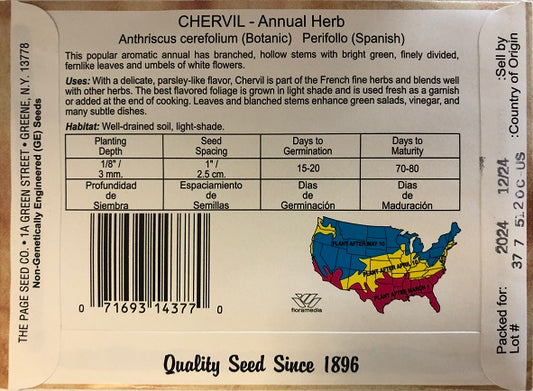 CHERVIL - Annual Herb
Anthriscus cerefolium (Botanic) Perifollo (Spanish)
This popular aromatic annual has branched, hollow stems with bright green, finely divided,
fernlike leaves and umbels of white flowers.
Uses: With a delicate, parsley-like flavor, Chervil is part of the French fine herbs and blends well
with other herbs. The best flavored foliage is grown in light shade and is used fresh as a garnish
or added at the end of cooking. Leaves and blanched stems enhance green salads, vinegar, and
many subtle dishes.
Habitat: Well-drained soil, light-shade.
Planting Depth
Seed Spacing
Days to Germination
Days to Maturity
1/8" / 3 mm.
1" / 2.5 cm.
15-20
70-80
Profundidad de Siembra
Espaciamiento de Semillas
Dias de Germinación
Dias de Maduración
PLANT AFTER MAY 10
PLANT AFTER APRIL 10
PLANT AFTER MARCH 1
floramedia
0 71693 14377 0
Quality Seed Since 1896
THE PAGE SEED CO. • 1A GREEN STREET • GREENE, N.Y. 13778
Non-Genetically Engineered (GE) Seeds
Packed for: 2024 12/24 :Sell by
Lot # 37 7 512 OC US :Country of Origin